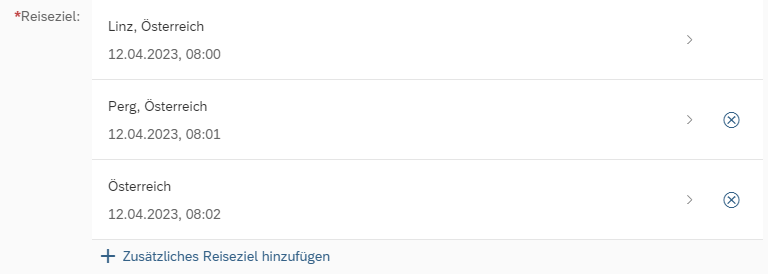 *Reiseziel:
Linz, Österreich
12.04.2023, 08:00
Perg, Österreich
12.04.2023, 08:01
Österreich
12.04.2023, 08:02
Zusätzliches Reiseziel hinzufügen